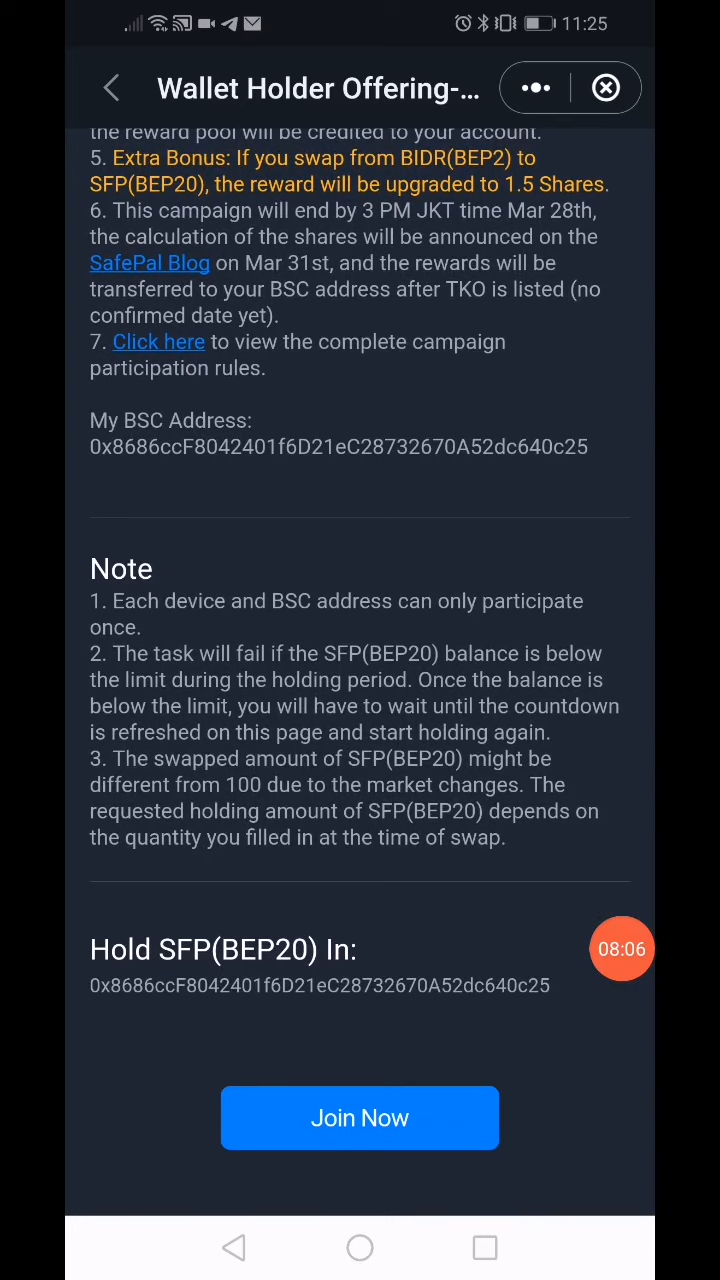 11:25
Wallet Holder Offering-...
the reward pool will be credited to your account.
5. Extra Bonus: If you swap from BIDR(BEP2) to
SFP(BEP20), the reward will be upgraded to 1.5 Shares.
6. This campaign will end by 3 PM JKT time Mar 28th,
the calculation of the shares will be announced on the
SafePal Blog on Mar 31st, and the rewards will be
transferred to your BSC address after TKO is listed (no
confirmed date yet).
7. Click here to view the complete campaign
participation rules.
My BSC Address:
0x8686ccF8042401f6D21eC28732670A52dc640c25
Note
1. Each device and BSC address can only participate
once.
2. The task will fail if the SFP(BEP20) balance is below
the limit during the holding period. Once the balance is
below the limit, you will have to wait until the countdown
is refreshed on this page and start holding again.
3. The swapped amount of SFP(BEP20) might be
different from 100 due to the market changes. The
requested holding amount of SFP(BEP20) depends on
the quantity you filled in at the time of swap.
Hold SFP(BEP20) In:
08:06
0x8686ccF8042401f6D21eC28732670A52dc640c25
Join Now